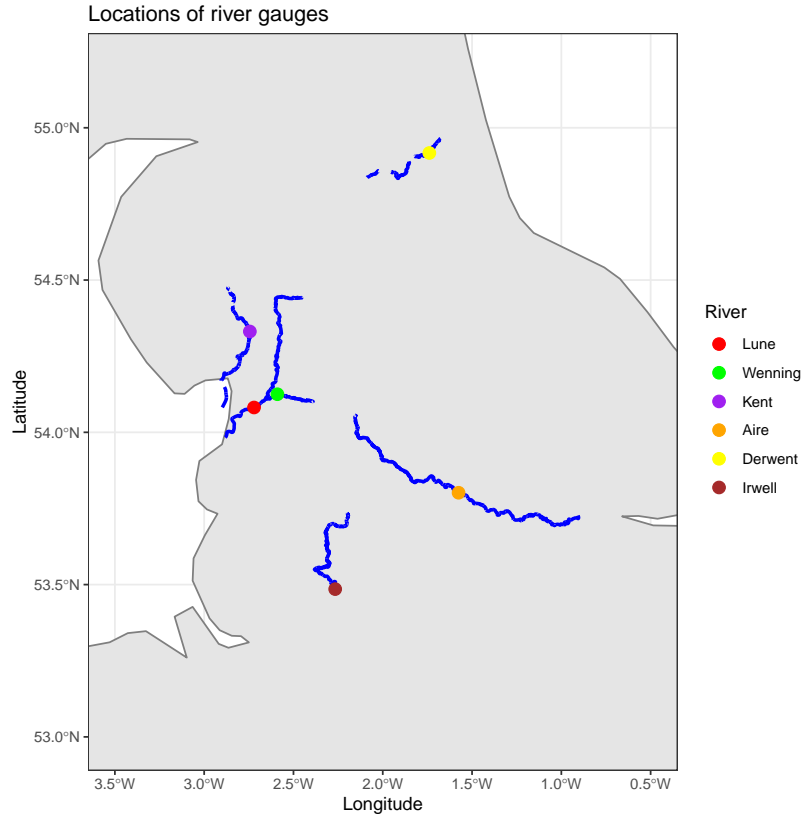 Locations of river gauges
55.0°N
54.5°N
54.0°N
53.5°N
53.0°N
3.5°W 3.0°W 2.5°W 2.0°W 1.5°W 1.0°W 0.5°W
Longitude
Latitude
River
Lune
Wenning
Kent
Aire
Derwent
Irwell